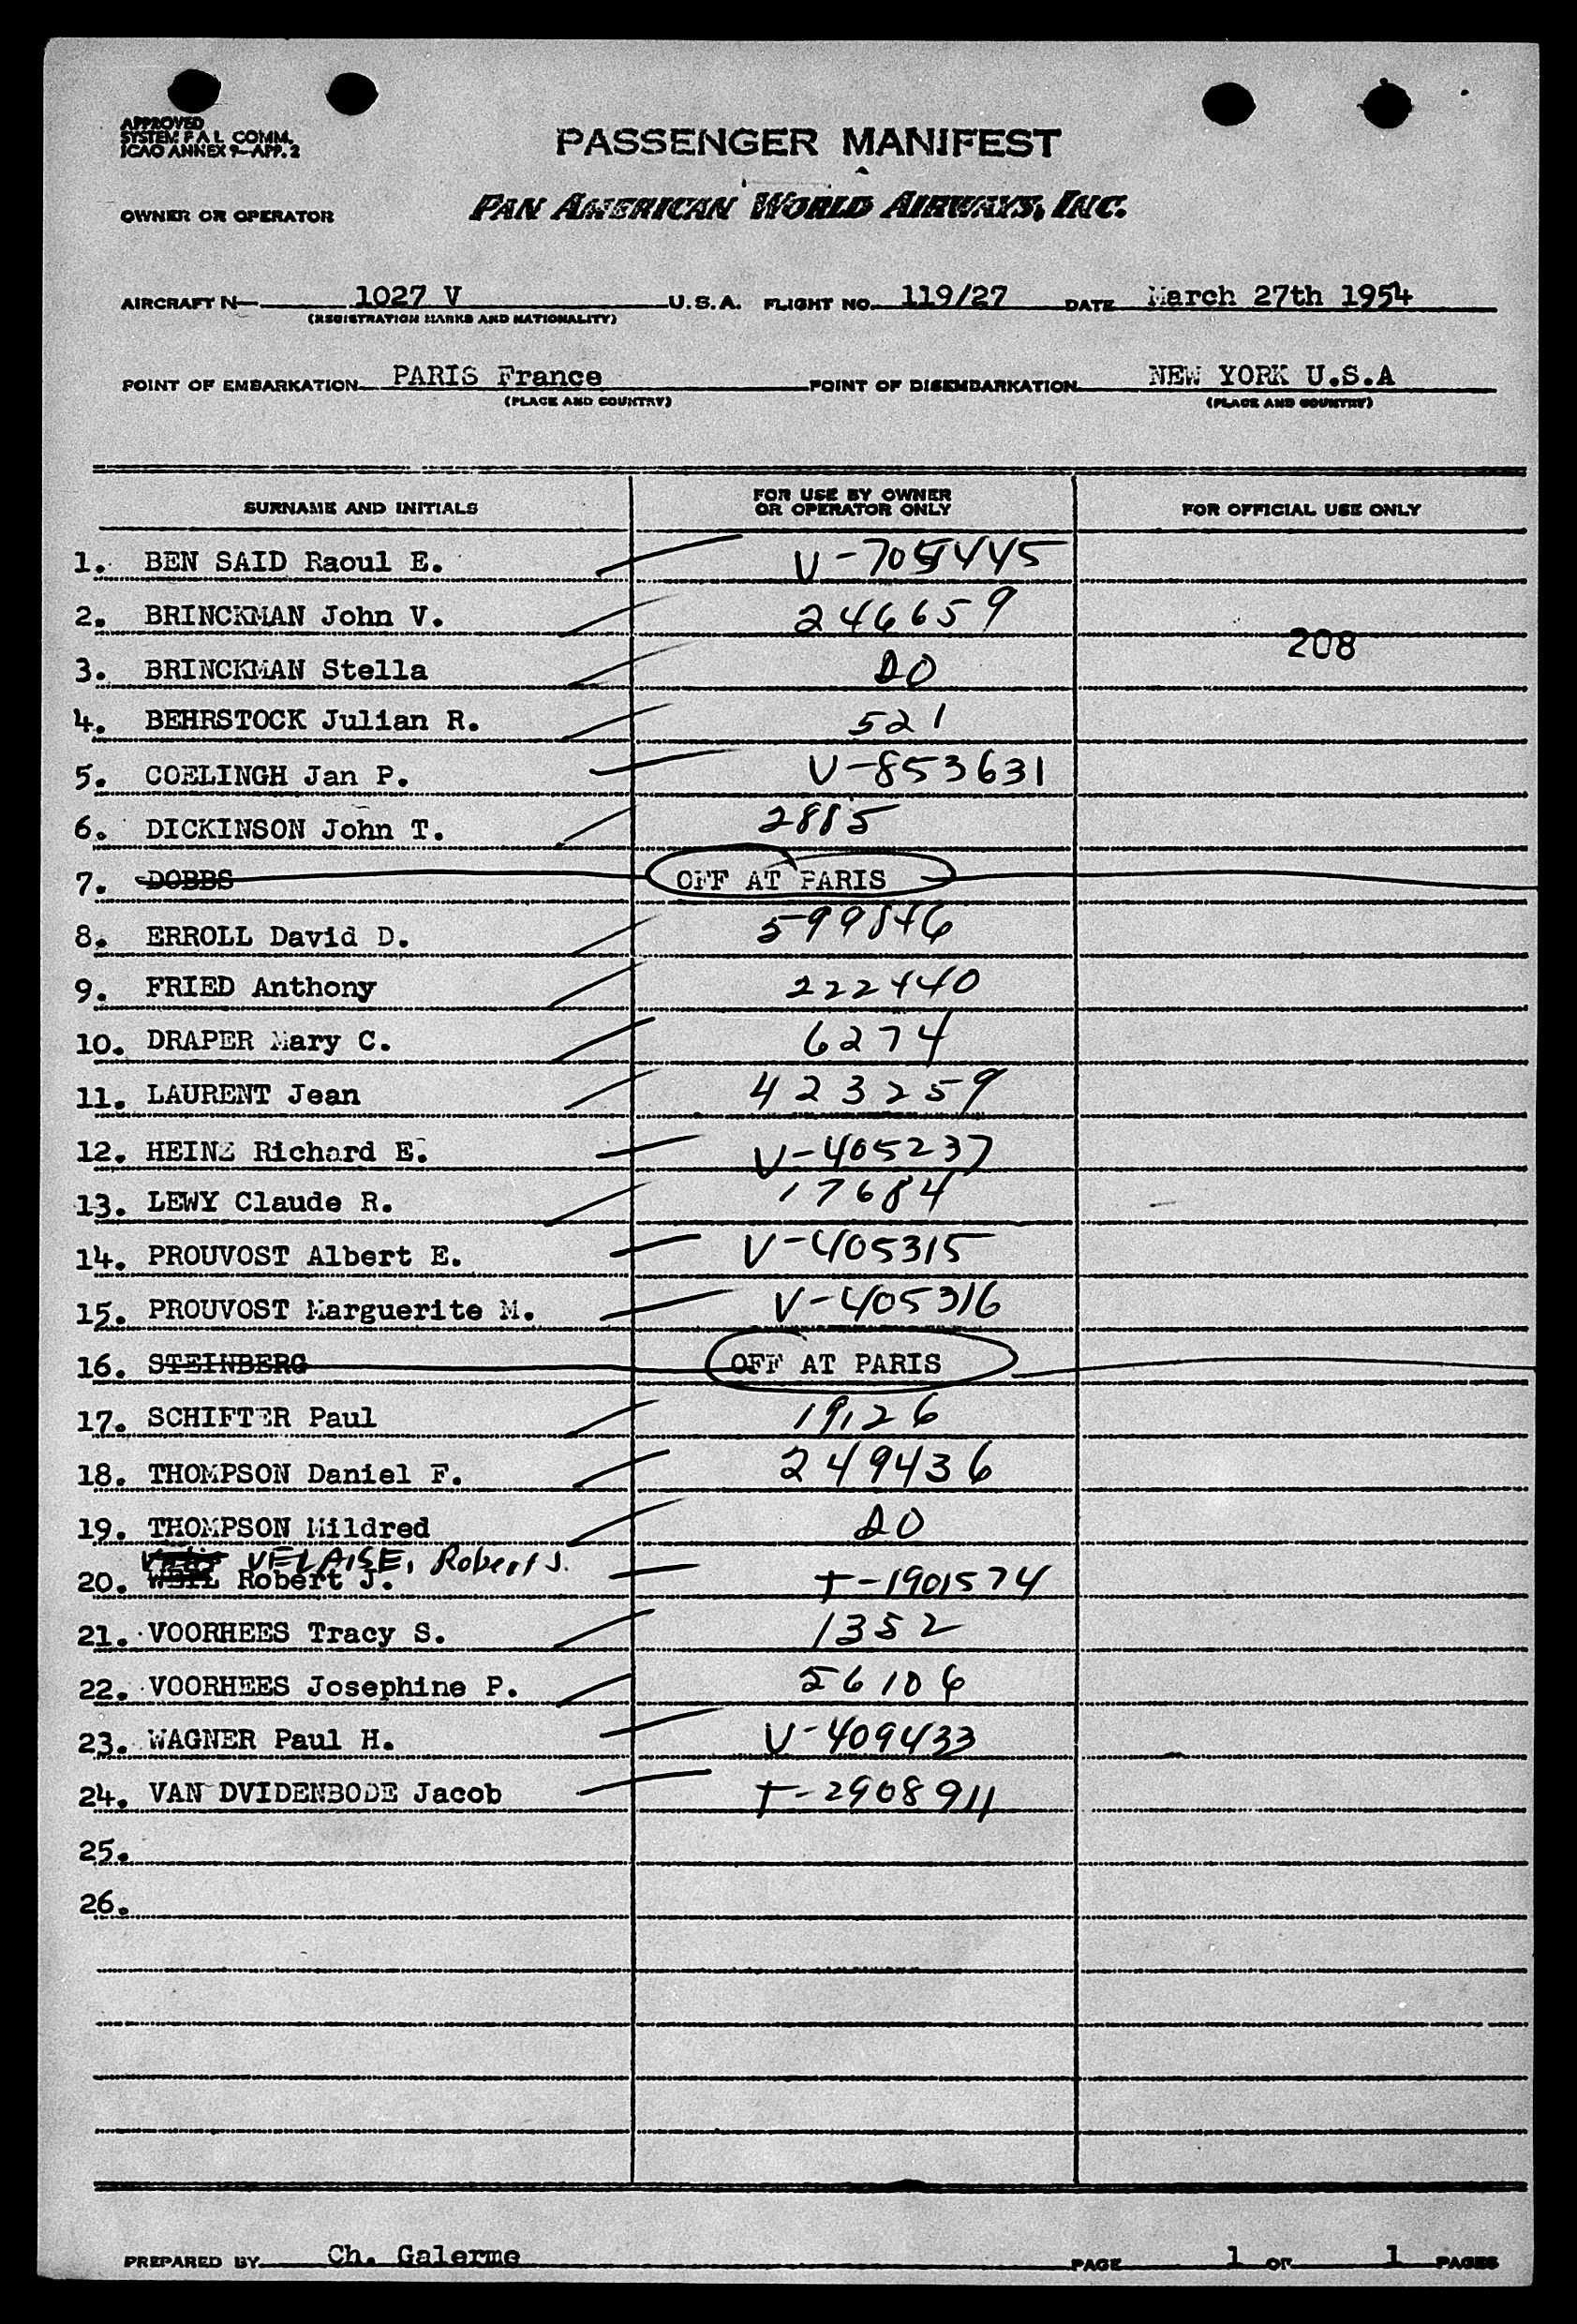 APPROVED
SYSTEM F A L COMM.
ICAO ANNEX 9-APP. 2
PASSENGER MANIFEST
OWNER OR OPERATOR PAN AMERICAN WORLD AIRWAYS, INC.
AIRCRAFT N— 1027 V U.S.A. FLIGHT NO. 119/27 DATE March 27th 1954
(REGISTRATION MARKS AND NATIONALITY)
POINT OF EMBARKATION PARIS France POINT OF DISEMBARKATION NEW YORK U.S.A
(PLACE AND COUNTRY) (PLACE AND COUNTRY)
SURNAME AND INITIALS FOR USE BY OWNER OR OPERATOR ONLY FOR OFFICIAL USE ONLY
1. BEN SAID Raoul E. V-705445
2. BRINCKMAN John V. 246659
208
3. BRINCKMAN Stella DO
4. BEHRSTOCK Julian R. 521
5. COELINGH Jan P. V-853631
6. DICKINSON John T. 2885
7. DOBBS OFF AT PARIS
8. ERROLL David D. 599846
9. FRIED Anthony 222440
10. DRAPER Mary C. 6274
11. LAURENT Jean 423259
12. HEINZ Richard E. V-405237
13. LEWY Claude R. 17684
14. PROUVOST Albert E. V-405315
15. PROUVOST Marguerite M. V-405316
16. STEINBERG OFF AT PARIS
17. SCHIFTER Paul 19126
18. THOMPSON Daniel F. 249436
19. THOMPSON Mildred DO
VELAISE, Robert J.
20. WEIL Robert J. T-1901574
21. VOORHEES Tracy S. 1352
22. VOORHEES Josephine P. 56106
23. WAGNER Paul H. V-409433
24. VAN DVIDENBODE Jacob T-2908911
25.
26.
PREPARED BY Ch. Galerme PAGE 1 OF 1 PAGES